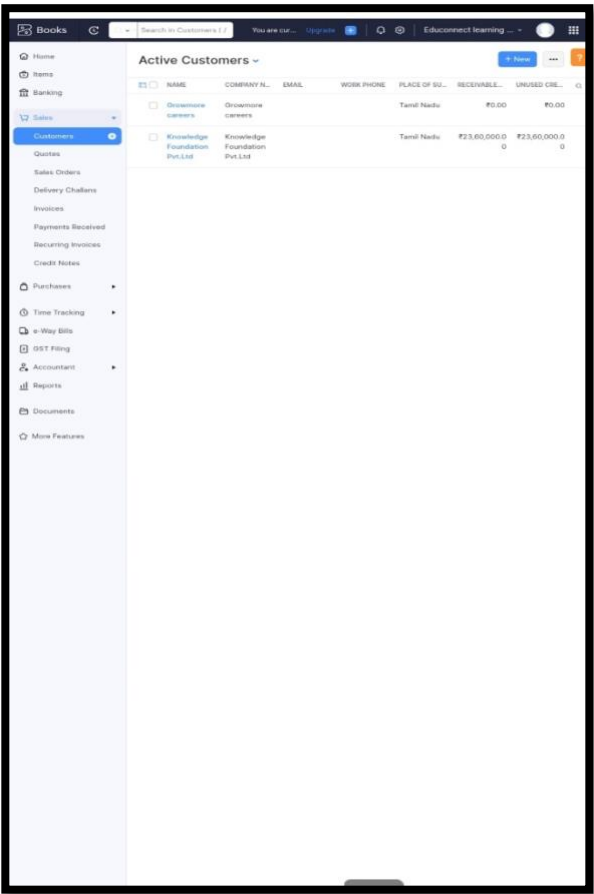 Books
Search in Customers ( / )
You are cur... Upgrade
Educonnect learning ...
Home
Items
Banking
Sales
Customers
Quotes
Sales Orders
Delivery Challans
Invoices
Payments Received
Recurring Invoices
Credit Notes
Purchases
Time Tracking
e-Way Bills
GST Filing
Accountant
Reports
Documents
More Features
Active Customers
+ New
?
NAME COMPANY N... EMAIL WORK PHONE PLACE OF SU... RECEIVABLE... UNUSED CRE...
Growmore Growmore Tamil Nadu ₹0.00 ₹0.00
careers careers
Knowledge Knowledge Tamil Nadu ₹23,60,000.0 ₹23,60,000.0
Foundation Foundation 0 0
Pvt.Ltd Pvt.Ltd